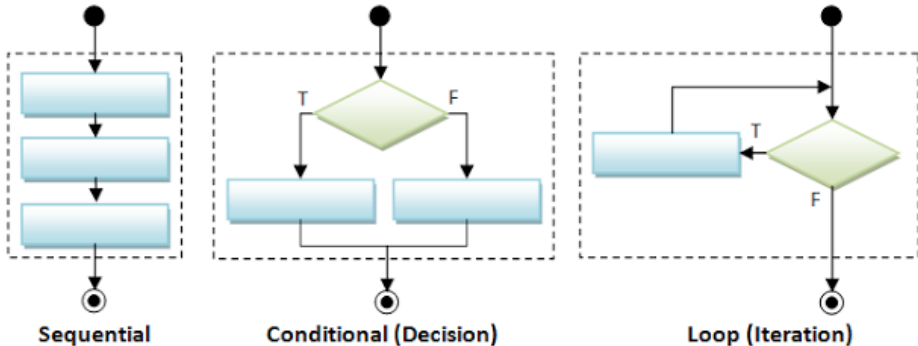 T
F
T
F
Sequential
Conditional (Decision)
Loop (Iteration)